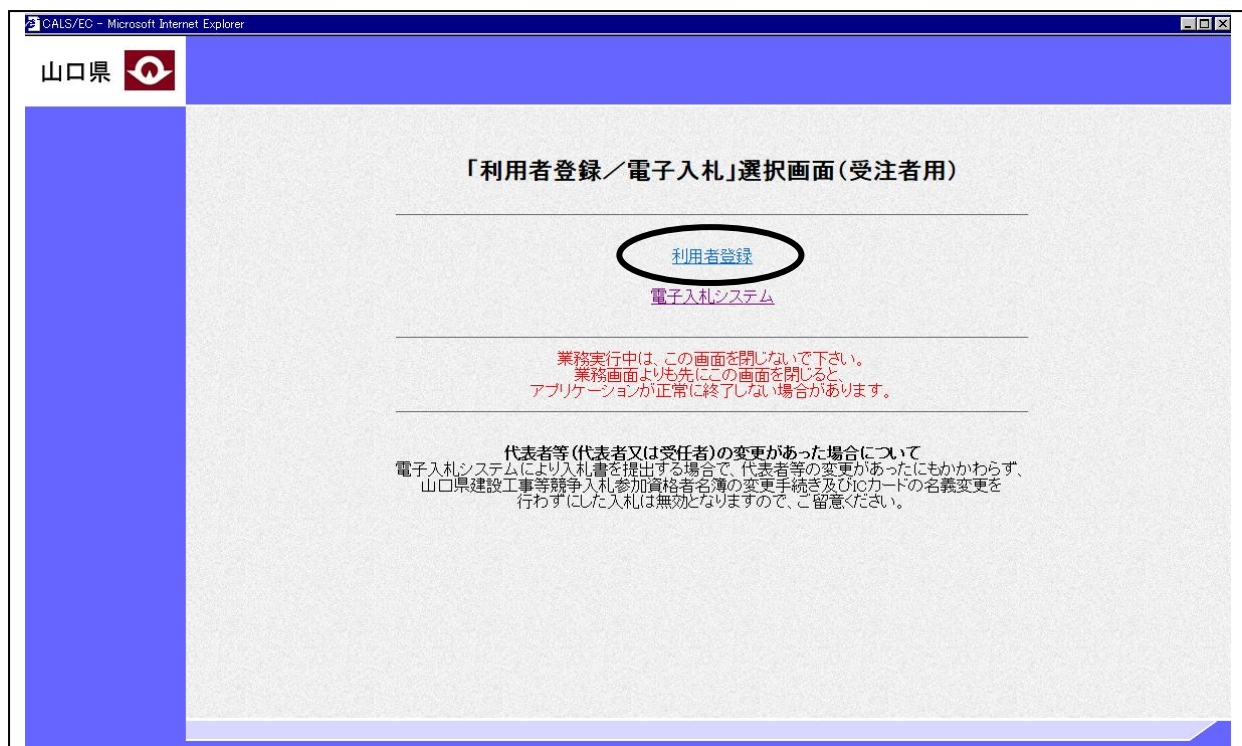 CALS/EC - Microsoft Internet Explorer
山口県
「利用者登録／電子入札」選択画面(受注者用)
利用者登録
電子入札システム
業務実行中は、この画面を閉じないで下さい。
業務画面よりも先にこの画面を閉じると、
アプリケーションが正常に終了しない場合があります。
代表者等(代表者又は受任者)の変更があった場合について
電子入札システムにより入札書を提出する場合で、代表者等の変更があったにもかかわらず、
山口県建設工事等競争入札参加資格者名簿の変更手続き及びICカードの名義変更を
行わずにした入札は無効となりますので、ご留意ください。